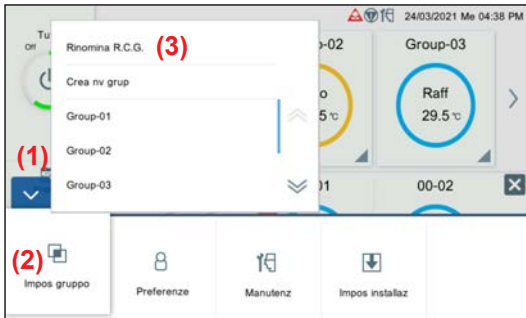 24/03/2021 Me 04:38 PM
Tu
Off
Rinomina R.C.G. (3)
Crea nv grup
Group-01
Group-02
Group-03
-02
o
5 °C
Group-03
Raff
29.5 °C
(1)
01
00-02
(2)
Impos gruppo
Preferenze
Manutenz
Impos installaz